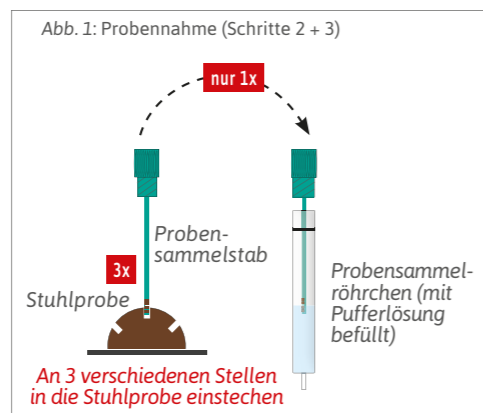 Abb. 1: Probennahme (Schritte 2 + 3)
nur 1x
Proben-
sammelstab
3x
Stuhlprobe
Probensammel-
röhrchen (mit
Pufferlösung
befüllt)
An 3 verschiedenen Stellen
in die Stuhlprobe einstechen